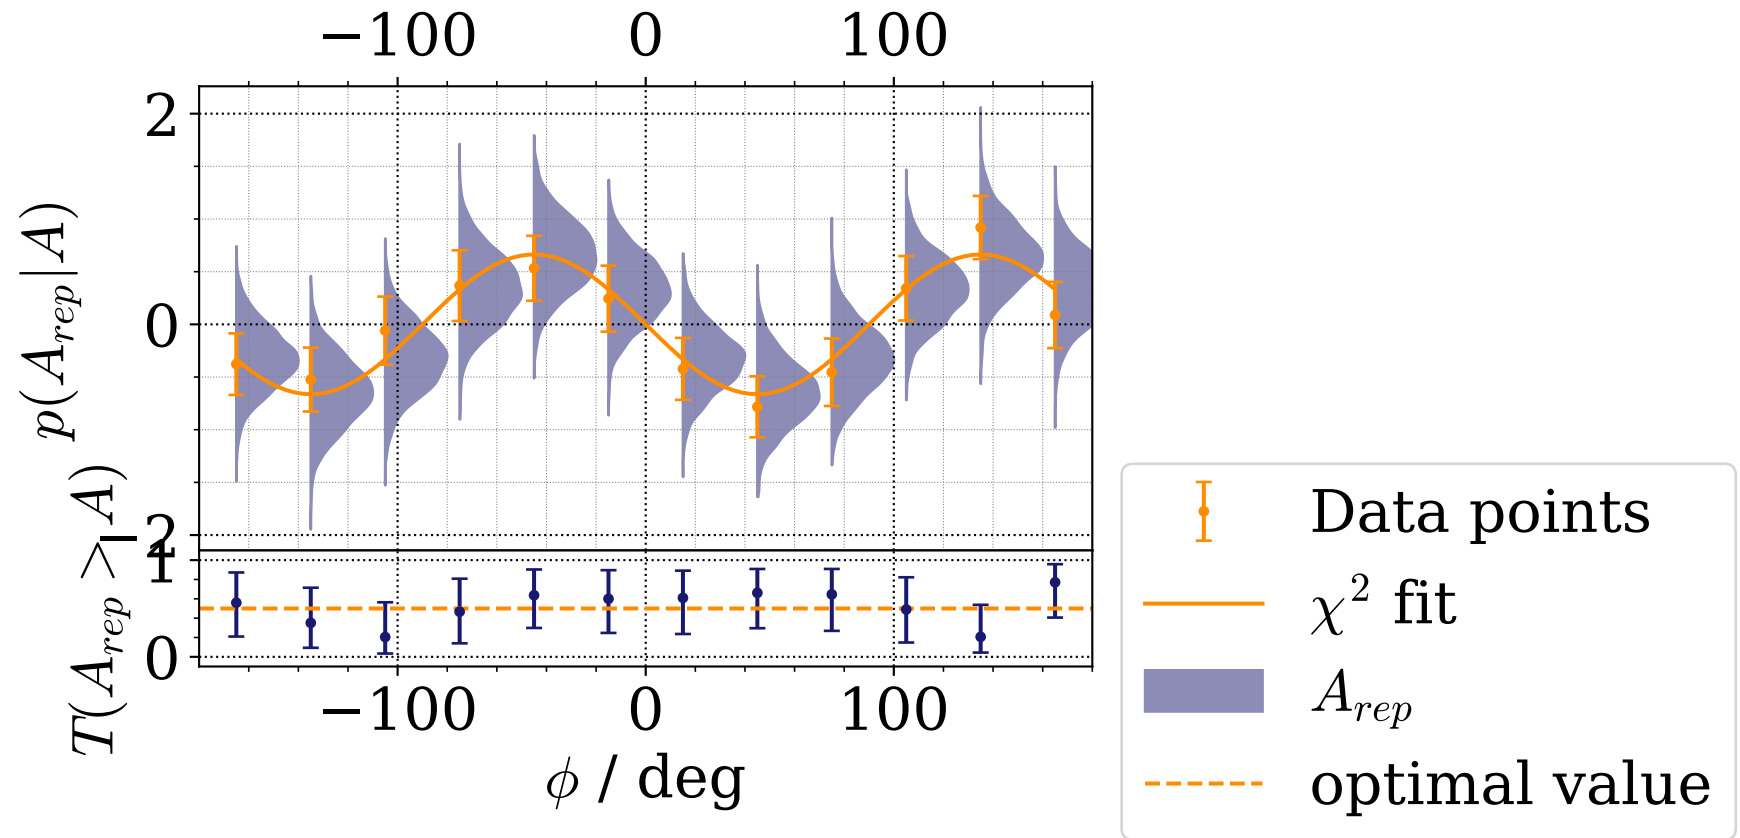 −100 0 100
2
0
−2
p(A_rep|A)
1
0
T(A_rep > A)
−100 0 100
ϕ / deg
Data points
χ² fit
A_rep
optimal value